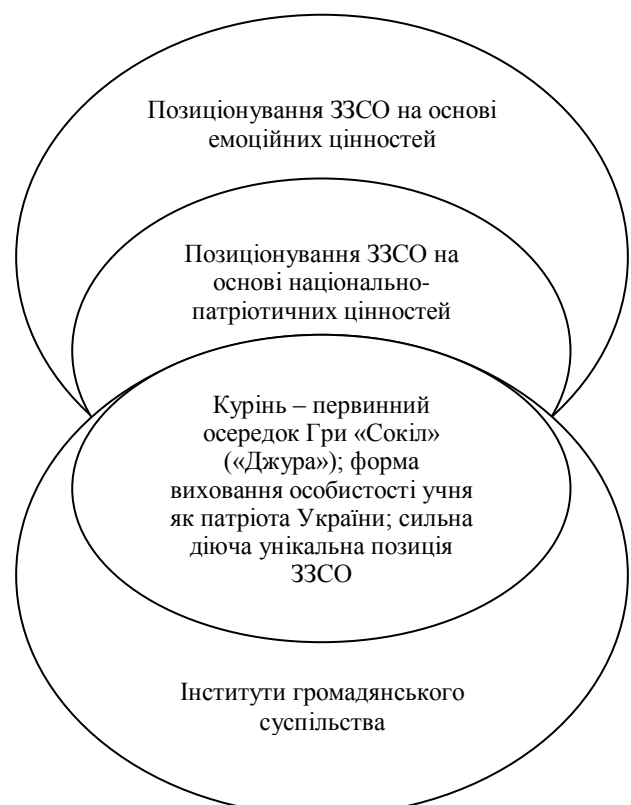 Позиціонування ЗЗСО на основі
емоційних цінностей
Позиціонування ЗЗСО на
основі національно-
патріотичних цінностей
Курінь – первинний
осередок Гри «Сокіл»
(«Джура»); форма
виховання особистості учня
як патріота України; сильна
діюча унікальна позиція
ЗЗСО
Інститути громадянського
суспільства